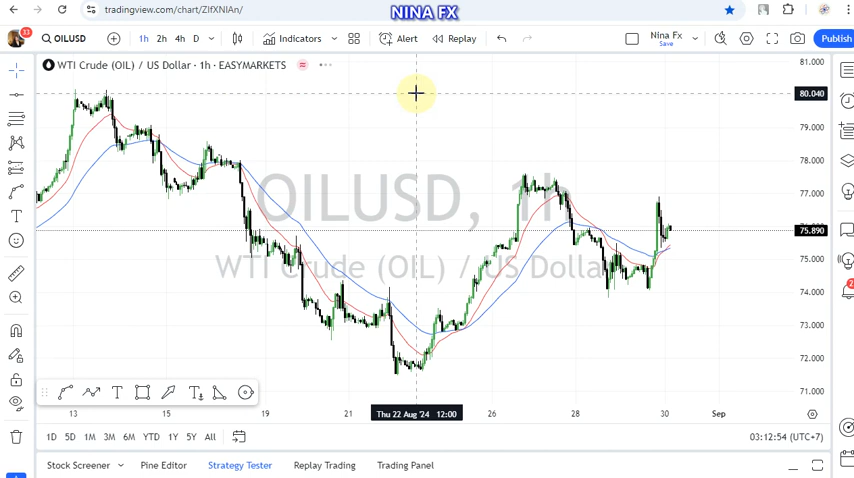 tradingview.com/chart/ZIfXNIAn/
NINA FX
33
OILUSD
1h 2h 4h D
Indicators
Alert
Replay
Nina Fx
Save
Publish
WTI Crude (OIL) / US Dollar · 1h · EASYMARKETS
81.000
80.040
79.000
78.000
77.000
75.890
75.000
74.000
73.000
72.000
71.000
OILUSD, 1h
WTI Crude (OIL) / US Dollar
2
13 15 19 21 Thu 22 Aug '24 12:00 26 28 30 Sep
1D 5D 1M 3M 6M YTD 1Y 5Y All
03:12:54 (UTC+7)
Stock Screener Pine Editor Strategy Tester Replay Trading Trading Panel